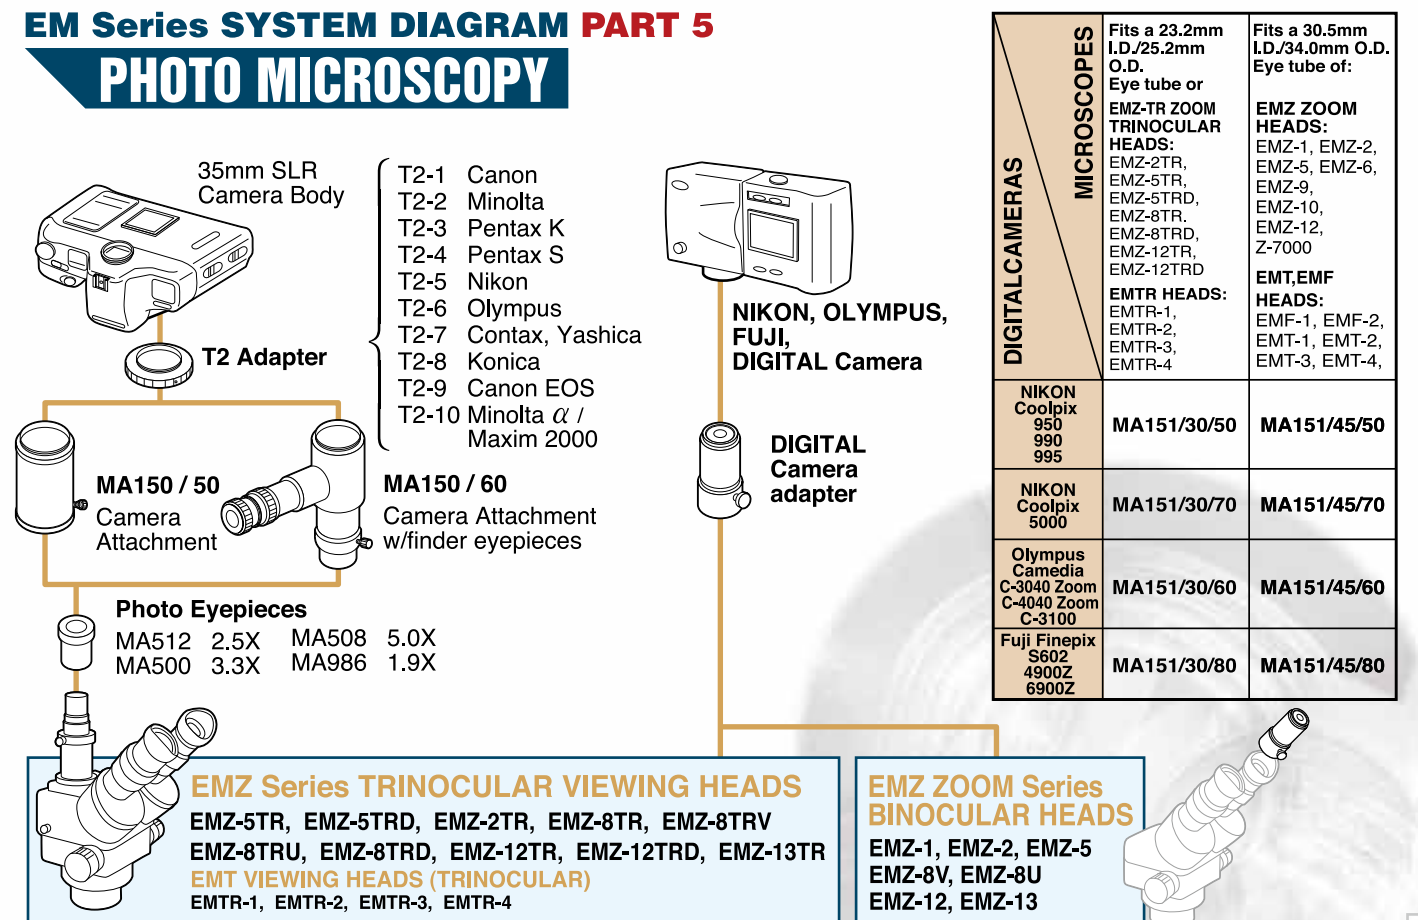 EM Series SYSTEM DIAGRAM PART 5
PHOTO MICROSCOPY
35mm SLR
Camera Body
T2-1 Canon
T2-2 Minolta
T2-3 Pentax K
T2-4 Pentax S
T2-5 Nikon
T2-6 Olympus
T2-7 Contax, Yashica
T2-8 Konica
T2-9 Canon EOS
T2-10 Minolta α /
Maxim 2000
T2 Adapter
MA150 / 50
Camera
Attachment
MA150 / 60
Camera Attachment
w/finder eyepieces
Photo Eyepieces
MA512 2.5X MA508 5.0X
MA500 3.3X MA986 1.9X
NIKON, OLYMPUS,
FUJI,
DIGITAL Camera
DIGITAL
Camera
adapter
DIGITALCAMERAS
MICROSCOPES
Fits a 23.2mm
I.D./25.2mm
O.D.
Eye tube or
EMZ-TR ZOOM
TRINOCULAR
HEADS:
EMZ-2TR,
EMZ-5TR,
EMZ-5TRD,
EMZ-8TR.
EMZ-8TRD,
EMZ-12TR,
EMZ-12TRD
EMTR HEADS:
EMTR-1,
EMTR-2,
EMTR-3,
EMTR-4
Fits a 30.5mm
I.D./34.0mm O.D.
Eye tube of:
EMZ ZOOM
HEADS:
EMZ-1, EMZ-2,
EMZ-5, EMZ-6,
EMZ-9,
EMZ-10,
EMZ-12,
Z-7000
EMT,EMF
HEADS:
EMF-1, EMF-2,
EMT-1, EMT-2,
EMT-3, EMT-4,
NIKON
Coolpix
950
990
995
MA151/30/50 MA151/45/50
NIKON
Coolpix
5000
MA151/30/70 MA151/45/70
Olympus
Camedia
C-3040 Zoom
C-4040 Zoom
C-3100
MA151/30/60 MA151/45/60
Fuji Finepix
S602
4900Z
6900Z
MA151/30/80 MA151/45/80
EMZ Series TRINOCULAR VIEWING HEADS
EMZ-5TR, EMZ-5TRD, EMZ-2TR, EMZ-8TR, EMZ-8TRV
EMZ-8TRU, EMZ-8TRD, EMZ-12TR, EMZ-12TRD, EMZ-13TR
EMT VIEWING HEADS (TRINOCULAR)
EMTR-1, EMTR-2, EMTR-3, EMTR-4
EMZ ZOOM Series
BINOCULAR HEADS
EMZ-1, EMZ-2, EMZ-5
EMZ-8V, EMZ-8U
EMZ-12, EMZ-13